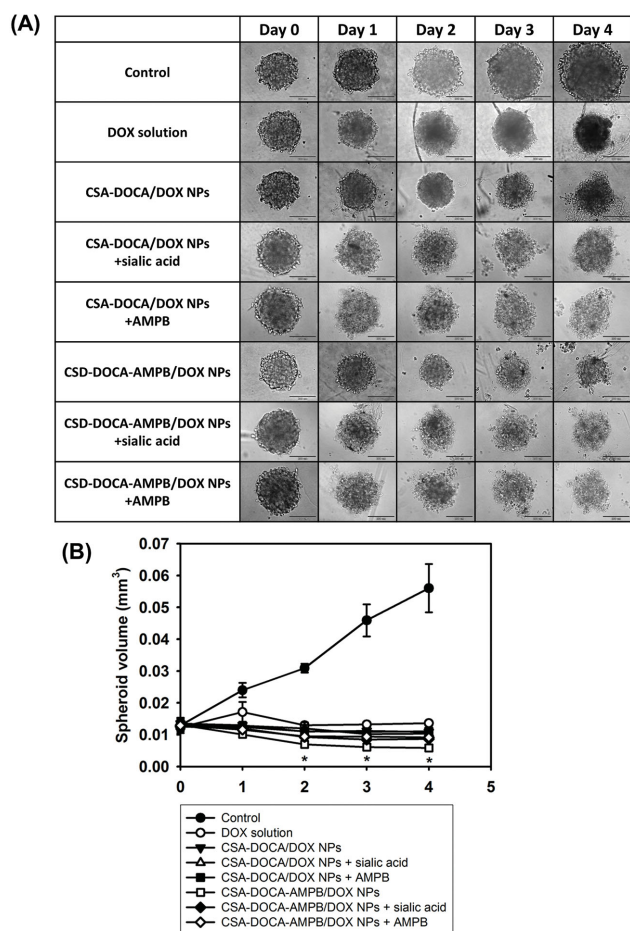 (A)
Day 0 Day 1 Day 2 Day 3 Day 4
Control
DOX solution
CSA-DOCA/DOX NPs
CSA-DOCA/DOX NPs
+sialic acid
CSA-DOCA/DOX NPs
+AMPB
CSD-DOCA-AMPB/DOX NPs
CSD-DOCA-AMPB/DOX NPs
+sialic acid
CSD-DOCA-AMPB/DOX NPs
+AMPB
(B)
Spheroid volume (mm³)
0.07
0.06
0.05
0.04
0.03
0.02
0.01
0.00
* * *
0 1 2 3 4 5
Control
DOX solution
CSA-DOCA/DOX NPs
CSA-DOCA/DOX NPs + sialic acid
CSA-DOCA/DOX NPs + AMPB
CSA-DOCA-AMPB/DOX NPs
CSA-DOCA-AMPB/DOX NPs + sialic acid
CSA-DOCA-AMPB/DOX NPs + AMPB